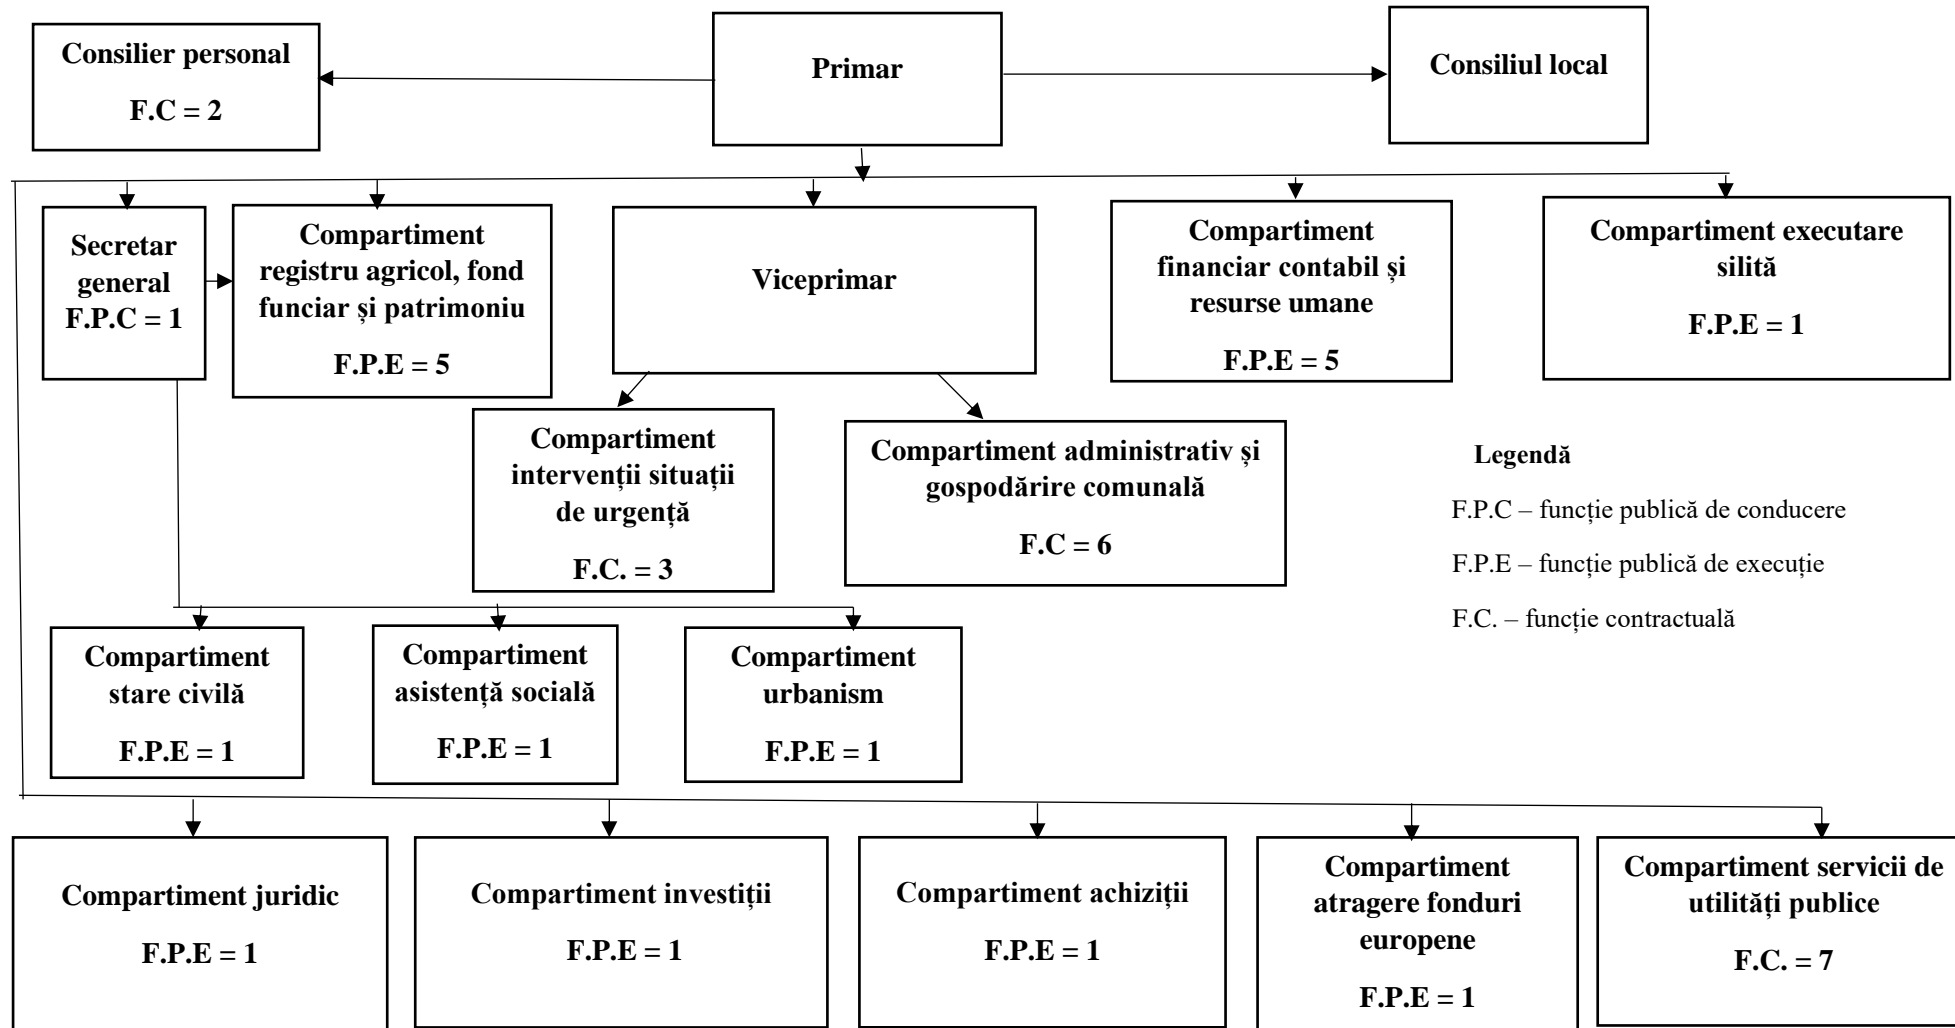 Consilier personal
F.C = 2
Primar
Consiliul local
Secretar
general
F.P.C = 1
Compartiment
registru agricol, fond
funciar și patrimoniu
F.P.E = 5
Viceprimar
Compartiment
financiar contabil și
resurse umane
F.P.E = 5
Compartiment executare
silită
F.P.E = 1
Compartiment
intervenții situații
de urgență
F.C. = 3
Compartiment administrativ și
gospodărire comunală
F.C = 6
Legendă
F.P.C – funcție publică de conducere
F.P.E – funcție publică de execuție
F.C. – funcție contractuală
Compartiment
stare civilă
F.P.E = 1
Compartiment
asistență socială
F.P.E = 1
Compartiment
urbanism
F.P.E = 1
Compartiment juridic
F.P.E = 1
Compartiment investiții
F.P.E = 1
Compartiment achiziții
F.P.E = 1
Compartiment
atragere fonduri
europene
F.P.E = 1
Compartiment servicii de
utilități publice
F.C. = 7